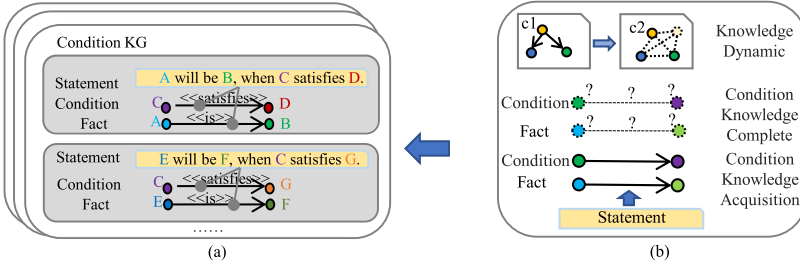 Condition KG
Statement
A will be B, when C satisfies D.
Condition
C
<<satisfies>>
D
Fact
A
<<is>>
B
Statement
E will be F, when C satisfies G.
Condition
C
<<satisfies>>
G
Fact
E
<<is>>
F
......
(a)
c1
c2
Knowledge
Dynamic
Condition
? ? ?
Fact
? ? ?
Condition
Knowledge
Complete
Condition
Fact
Condition
Knowledge
Acquisition
Statement
(b)